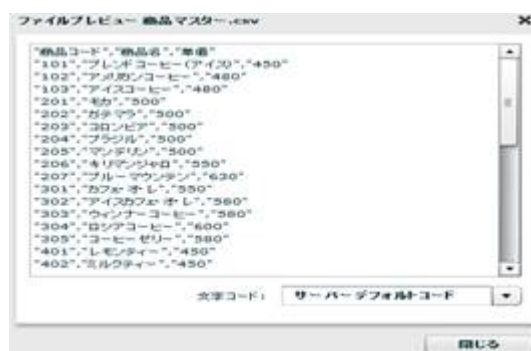 ファイルプレビュー 商品マスター.csv
"商品コード","商品名","単価"
"101","ブレンドコーヒー(アイス)","450"
"102","アメリカンコーヒー","480"
"103","アイスコーヒー","480"
"201","モカ","500"
"202","ガテマラ","500"
"203","コロンビア","500"
"204","ブラジル","500"
"205","マンデリン","500"
"206","キリマンジャロ","550"
"207","ブルーマウンテン","630"
"301","カフェ・オ・レ","550"
"302","アイスカフェ・オ・レ","560"
"303","ウィンナーコーヒー","580"
"304","ロシアコーヒー","600"
"305","コーヒーゼリー","580"
"401","レモンティー","450"
"402","ミルクティー","450"
文字コード: サーバーデフォルトコード
閉じる